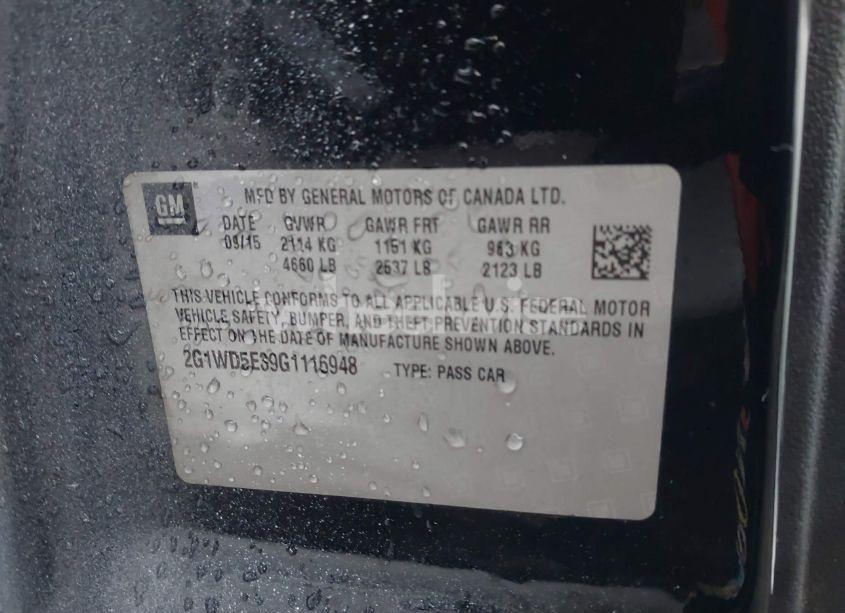 GM
MFD BY GENERAL MOTORS OF CANADA LTD.
DATE GVWR GAWR FRT GAWR RR
09/15 2114 KG 1151 KG 963 KG
4660 LB 2537 LB 2123 LB
THIS VEHICLE CONFORMS TO ALL APPLICABLE U.S. FEDERAL MOTOR
VEHICLE SAFETY, BUMPER, AND THEFT PREVENTION STANDARDS IN
EFFECT ON THE DATE OF MANUFACTURE SHOWN ABOVE.
2G1WD5E39G1116948 TYPE: PASS CAR